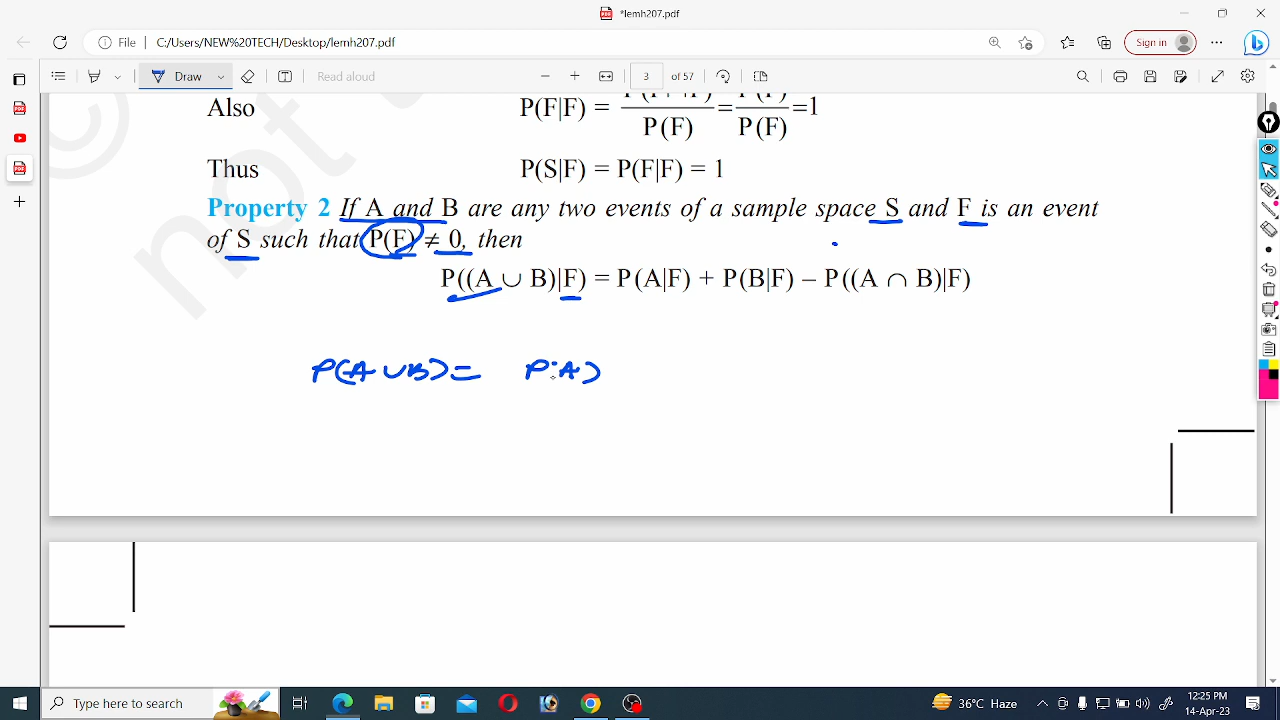 *lemh207.pdf
File C:/Users/NEW%20TECH/Desktop/lemh207.pdf Sign in
Draw Read aloud 3 of 57
Also P(F|F) = P(F∩F)/P(F) = P(F)/P(F) =1
Thus P(S|F) = P(F|F) = 1
Property 2 If A and B are any two events of a sample space S and F is an event
of S such that P(F) ≠ 0, then
P((A ∪ B)|F) = P(A|F) + P(B|F) – P((A ∩ B)|F)
P(A ∪B)= P(A)
not
Type here to search 36°C Haze 12:25 PM
14-Apr-23